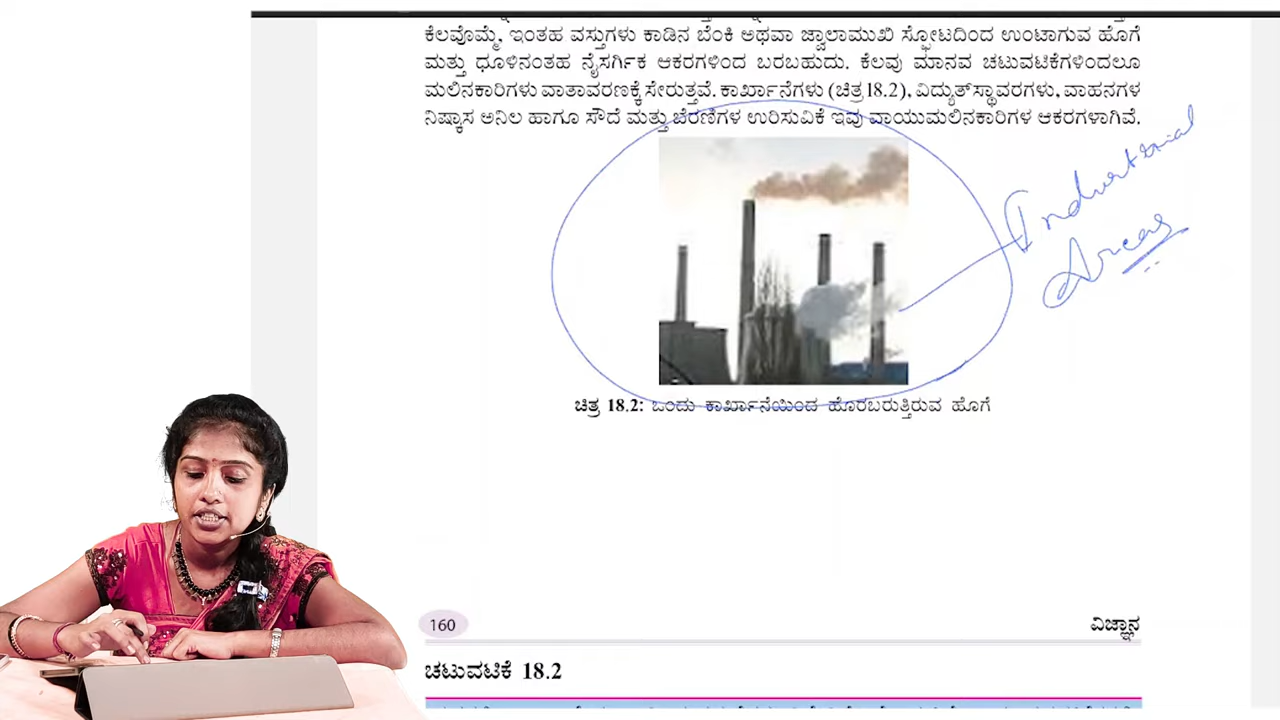 ಕೆಲವೊಮ್ಮೆ, ಇಂತಹ ವಸ್ತುಗಳು ಕಾಡಿನ ಬೆಂಕಿ ಅಥವಾ ಜ್ವಾಲಾಮುಖಿ ಸ್ಫೋಟದಿಂದ ಉಂಟಾಗುವ ಹೊಗೆ
ಮತ್ತು ಧೂಳಿನಂತಹ ನೈಸರ್ಗಿಕ ಆಕರಗಳಿಂದ ಬರಬಹುದು. ಕೆಲವು ಮಾನವ ಚಟುವಟಿಕೆಗಳಿಂದಲೂ
ಮಲಿನಕಾರಿಗಳು ವಾತಾವರಣಕ್ಕೆ ಸೇರುತ್ತವೆ. ಕಾರ್ಖಾನೆಗಳು (ಚಿತ್ರ 18.2), ವಿದ್ಯುತ್‌ಸ್ಥಾವರಗಳು, ವಾಹನಗಳ
ನಿಷ್ಕಾಸ ಅನಿಲ ಹಾಗೂ ಸೌದೆ ಮತ್ತು ಬೆರಣಿಗಳ ಉರಿಸುವಿಕೆ ಇವು ವಾಯುಮಲಿನಕಾರಿಗಳ ಆಕರಗಳಾಗಿವೆ.
Industrial
Areas
ಚಿತ್ರ 18.2: ಒಂದು ಕಾರ್ಖಾನೆಯಿಂದ ಹೊರಬರುತ್ತಿರುವ ಹೊಗೆ
160
ವಿಜ್ಞಾನ
ಚಟುವಟಿಕೆ 18.2